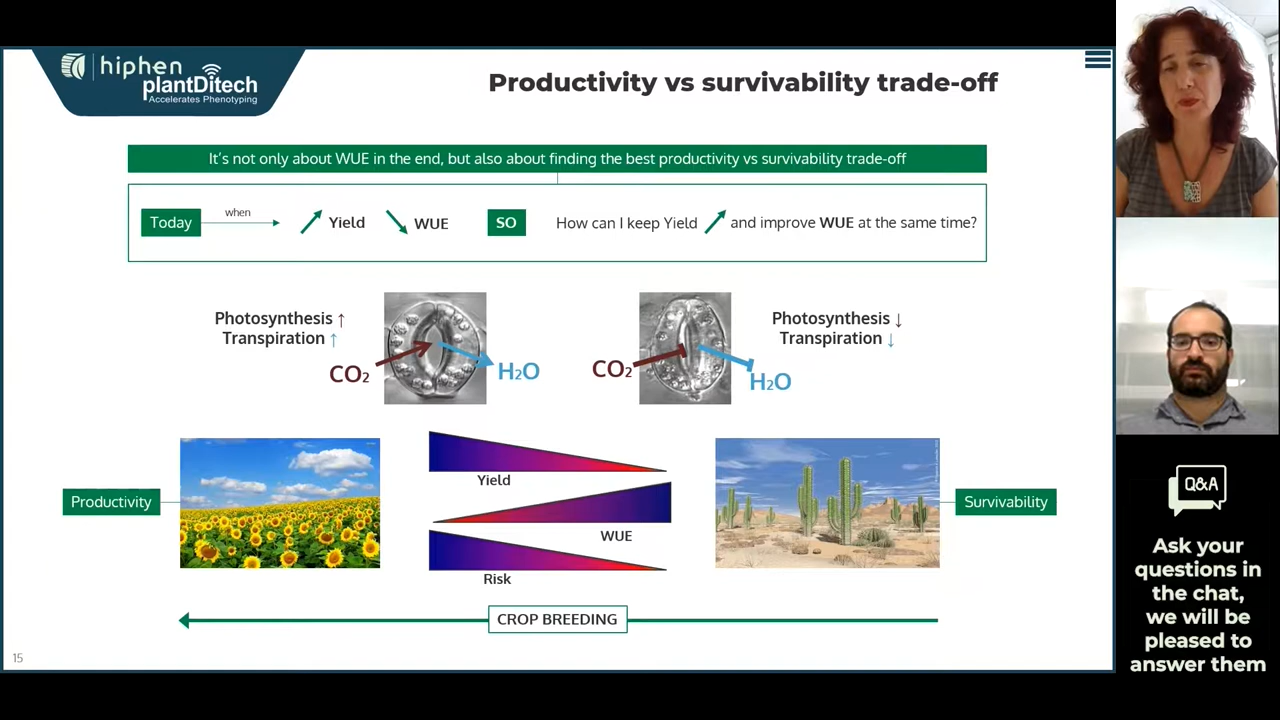 hiphen
plantDitech
Accelerates Phenotyping
Productivity vs survivability trade-off
It's not only about WUE in the end, but also about finding the best productivity vs survivability trade-off
Today when Yield WUE SO How can I keep Yield and improve WUE at the same time?
Photosynthesis ↑
Transpiration ↑
CO2
H2O
CO2
H2O
Photosynthesis ↓
Transpiration ↓
Productivity
Yield
WUE
Risk
Survivability
CROP BREEDING
15
Q&A
Ask your
questions in
the chat,
we will be
pleased to
answer them